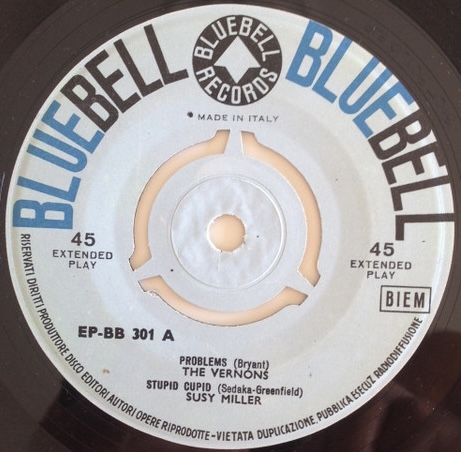 BLUEBELL
BLUEBELL RECORDS
BLUEBELL
MADE IN ITALY
45
EXTENDED
PLAY
45
EXTENDED
PLAY
BIEM
EP-BB 301 A
PROBLEMS (Bryant)
THE VERNONS
STUPID CUPID (Sedaka-Greenfield)
SUSY MILLER
RISERVATI DIRITTI PRODUTTORE DISCO EDITORI AUTORI OPERE RIPRODOTTE - VIETATA DUPLICAZIONE, PUBBLICA ESECUZ RADIODIFFUSIONE